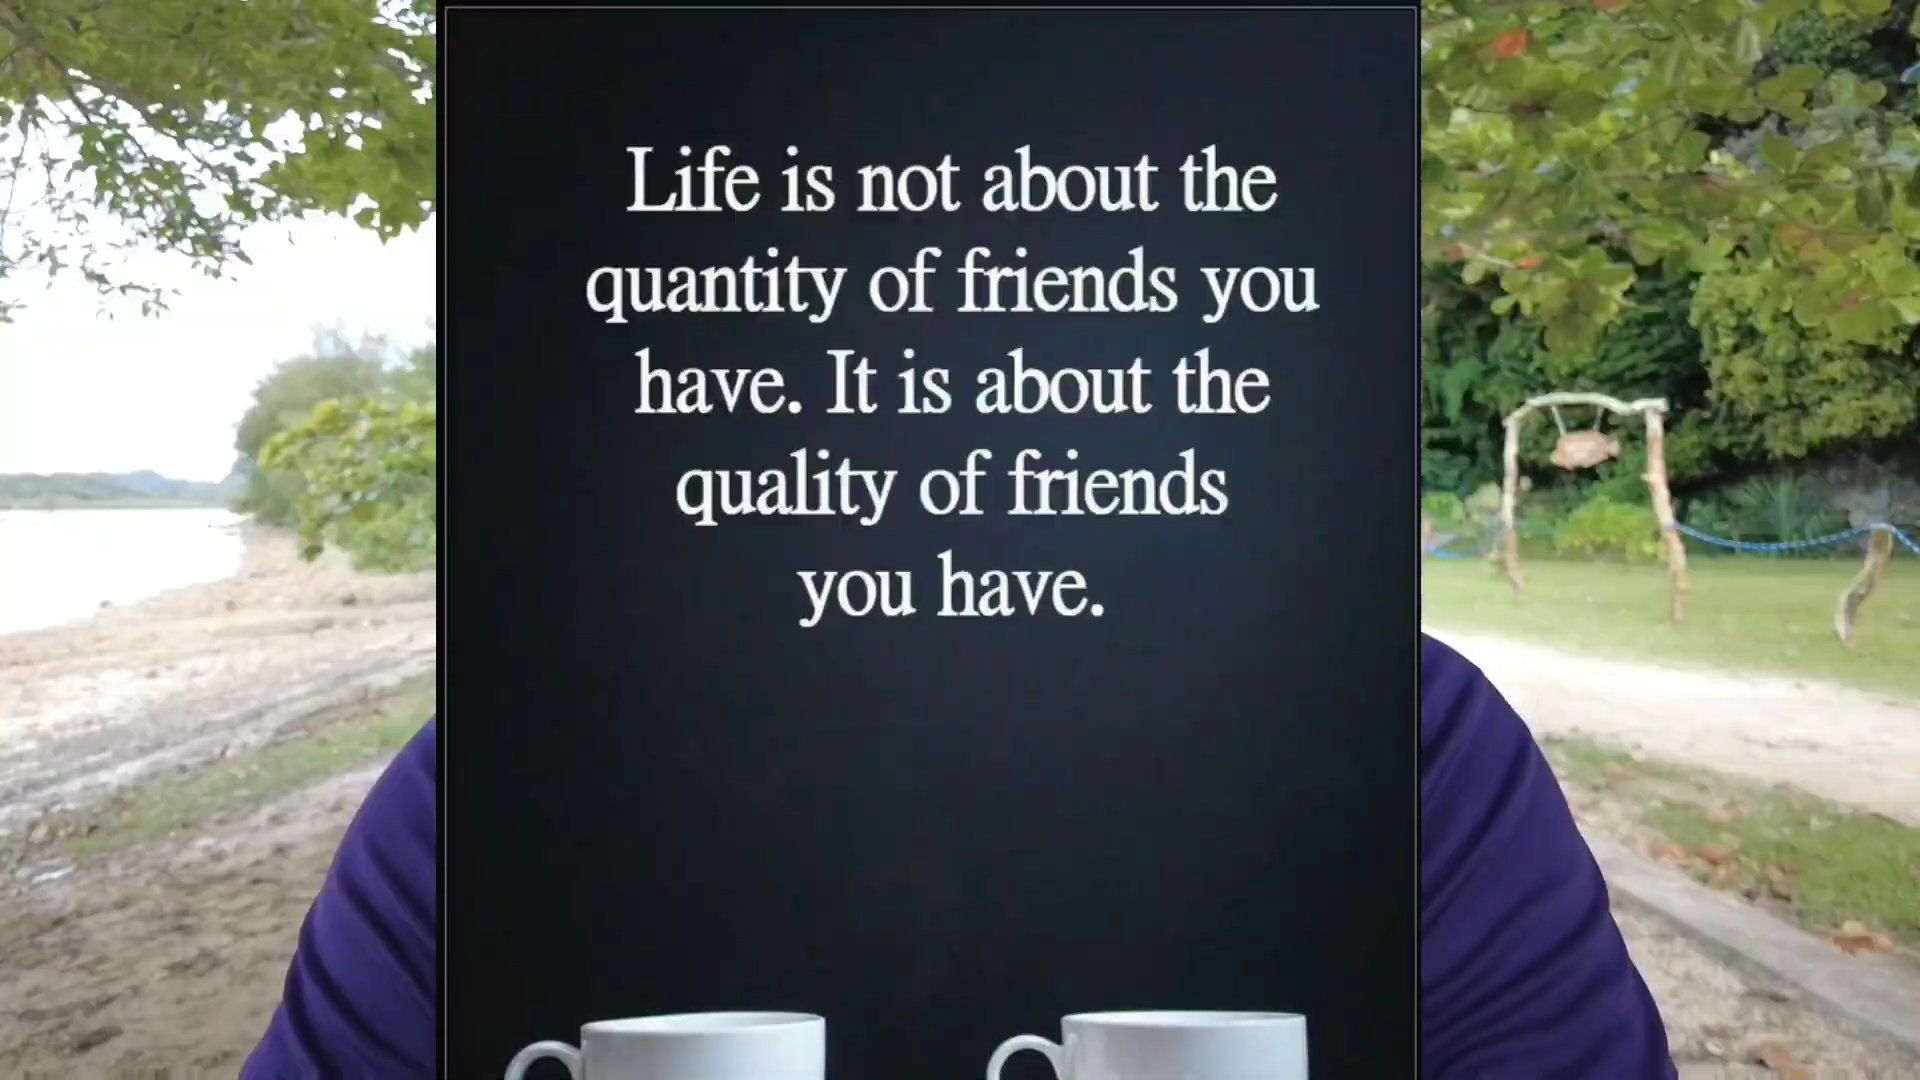 Life is not about the
quantity of friends you
have. It is about the
quality of friends
you have.